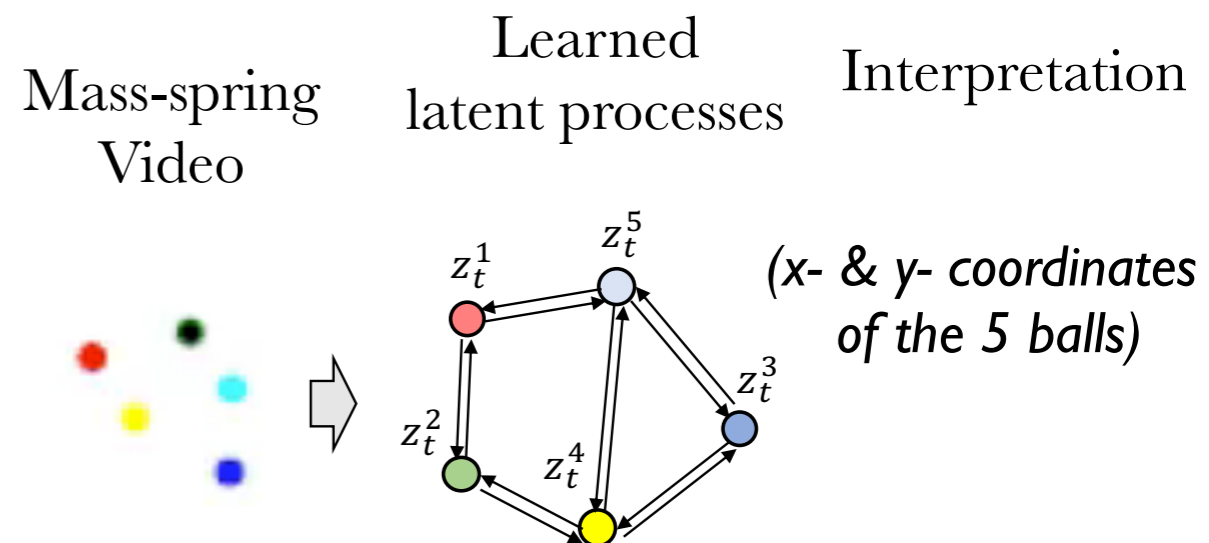 Mass-spring
Video
Learned
latent processes
Interpretation
z_t^5
z_t^1
(x- & y- coordinates
of the 5 balls)
z_t^3
z_t^2
z_t^4